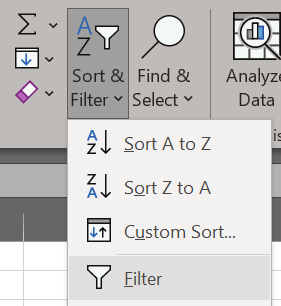 Sort &
Filter
Find &
Select
Analyze
Data
Sort A to Z
Sort Z to A
Custom Sort...
Filter